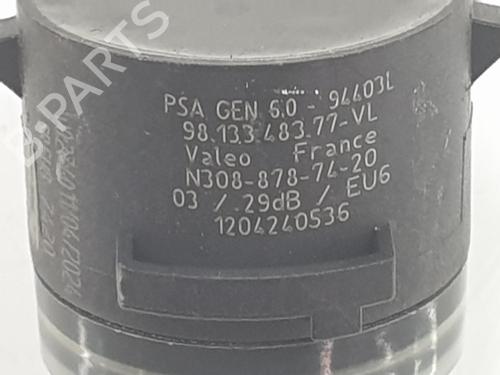 PSA GEN 6.0 - 94403L
98.133.483.77-VL
Valeo France
N308-878-74-20
03 / 29dB / EU6
1204240536
B-PARTS